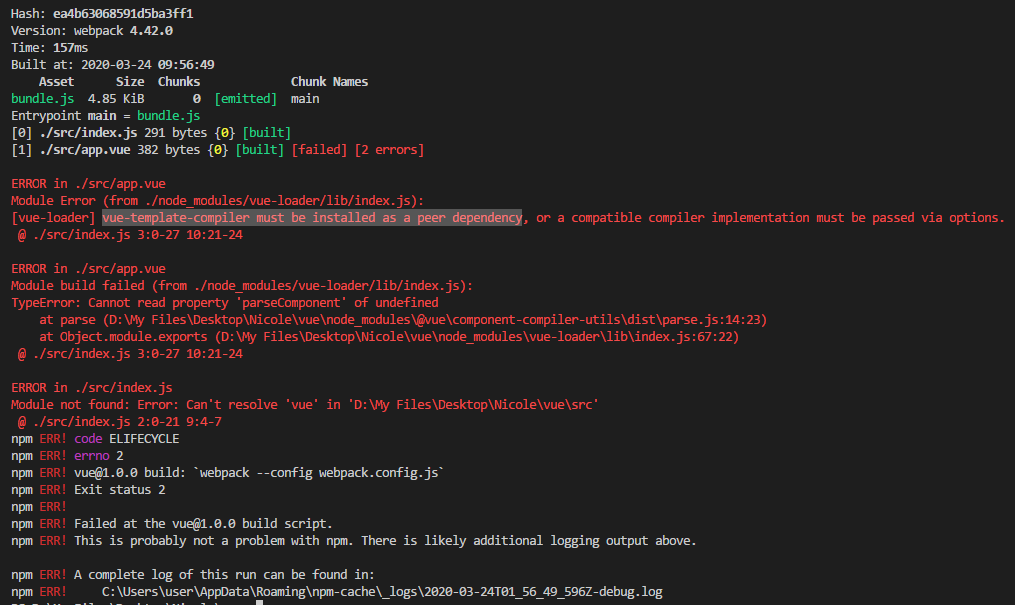 Hash: ea4b63068591d5ba3ff1
Version: webpack 4.42.0
Time: 157ms
Built at: 2020-03-24 09:56:49
Asset Size Chunks Chunk Names
bundle.js 4.85 KiB 0 [emitted] main
Entrypoint main = bundle.js
[0] ./src/index.js 291 bytes {0} [built]
[1] ./src/app.vue 382 bytes {0} [built] [failed] [2 errors]
ERROR in ./src/app.vue
Module Error (from ./node_modules/vue-loader/lib/index.js):
[vue-loader] vue-template-compiler must be installed as a peer dependency, or a compatible compiler implementation must be passed via options.
@ ./src/index.js 3:0-27 10:21-24
ERROR in ./src/app.vue
Module build failed (from ./node_modules/vue-loader/lib/index.js):
TypeError: Cannot read property 'parseComponent' of undefined
at parse (D:\My Files\Desktop\Nicole\vue\node_modules\@vue\component-compiler-utils\dist\parse.js:14:23)
at Object.module.exports (D:\My Files\Desktop\Nicole\vue\node_modules\vue-loader\lib\index.js:67:22)
@ ./src/index.js 3:0-27 10:21-24
ERROR in ./src/index.js
Module not found: Error: Can't resolve 'vue' in 'D:\My Files\Desktop\Nicole\vue\src'
@ ./src/index.js 2:0-21 9:4-7
npm ERR! code ELIFECYCLE
npm ERR! errno 2
npm ERR! vue@1.0.0 build: `webpack --config webpack.config.js`
npm ERR! Exit status 2
npm ERR!
npm ERR! Failed at the vue@1.0.0 build script.
npm ERR! This is probably not a problem with npm. There is likely additional logging output above.
npm ERR! A complete log of this run can be found in:
npm ERR! C:\Users\user\AppData\Roaming\npm-cache\_logs\2020-03-24T01_56_49_596Z-debug.log